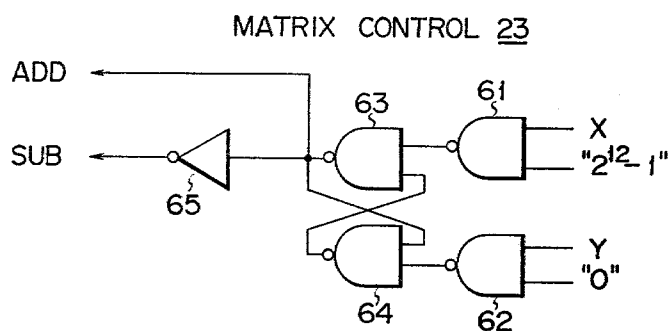 MATRIX CONTROL 23
ADD
63
61
X
"2¹²-1"
SUB
65
Y
"0"
64
62